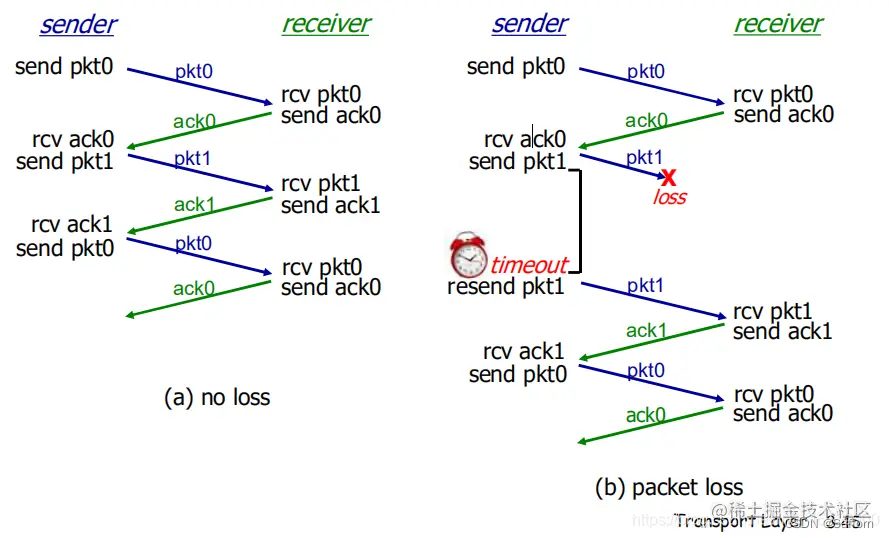 sender
receiver
send pkt0
pkt0
rcv pkt0
send ack0
ack0
rcv ack0
send pkt1
pkt1
rcv pkt1
send ack1
ack1
rcv ack1
send pkt0
pkt0
rcv pkt0
send ack0
ack0
(a) no loss
sender
receiver
send pkt0
pkt0
rcv pkt0
send ack0
ack0
rcv ack0
send pkt1
pkt1
X
loss
timeout
resend pkt1
pkt1
rcv pkt1
send ack1
ack1
rcv ack1
send pkt0
pkt0
rcv pkt0
send ack0
ack0
(b) packet loss
@稀土掘金技术社区
Transport Layer